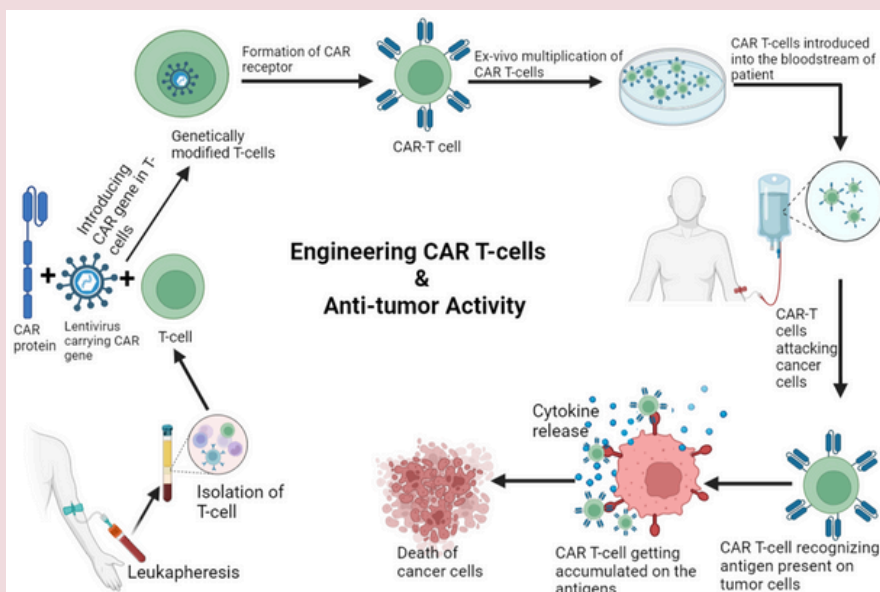 Formation of CAR
receptor
Ex-vivo multiplication of
CAR T-cells
CAR T-cells introduced
into the bloodstream of
patient
Genetically
modified T-cells
CAR-T cell
Introducing
CAR gene in T-
cells
Engineering CAR T-cells
&
Anti-tumor Activity
CAR
protein
Lentivirus carrying CAR
gene
T-cell
CAR-T
cells
attacking
cancer
cells
Cytokine
release
Isolation of
T-cell
Leukapheresis
Death of
cancer cells
CAR T-cell getting
accumulated on the
antigens
CAR T-cell recognizing
antigen present on
tumor cells